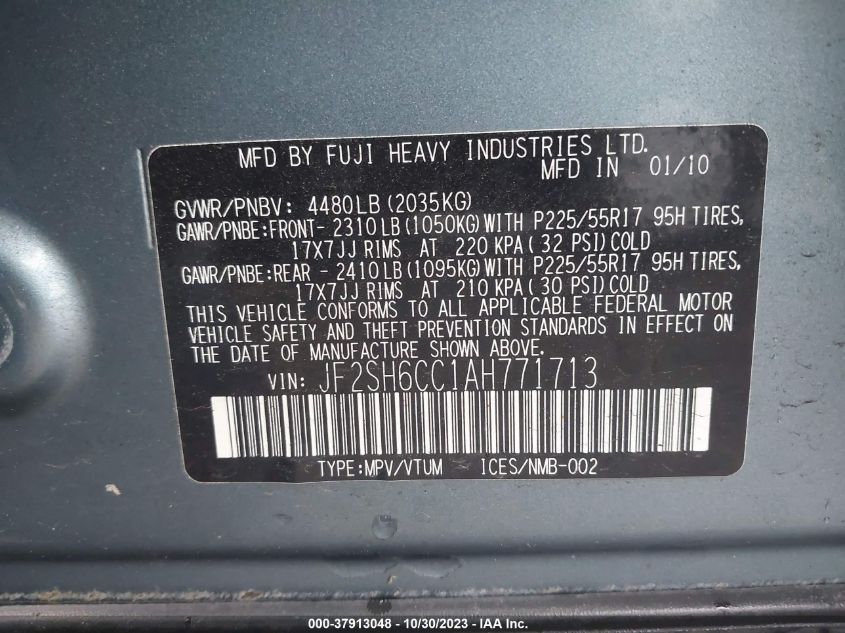 MFD BY FUJI HEAVY INDUSTRIES LTD.
MFD IN 01/10
GVWR/PNBV: 4480LB(2035KG)
GAWR/PNBE:FRONT- 2310LB(1050KG)WITH P225/55R17 95H TIRES,
17X7JJ RIMS AT 220 KPA( 32 PSI)COLD
GAWR/PNBE:REAR - 2410LB(1095KG)WITH P225/55R17 95H TIRES,
17X7JJ RIMS AT 210 KPA( 30 PSI)COLD
THIS VEHICLE CONFORMS TO ALL APPLICABLE FEDERAL MOTOR
VEHICLE SAFETY AND THEFT PREVENTION STANDARDS IN EFFECT ON
THE DATE OF MANUFACTURE SHOWN ABOVE.
VIN: JF2SH6CC1AH771713
TYPE:MPV/VTUM ICES/NMB-002
000-37913048 - 10/30/2023 - IAA Inc.